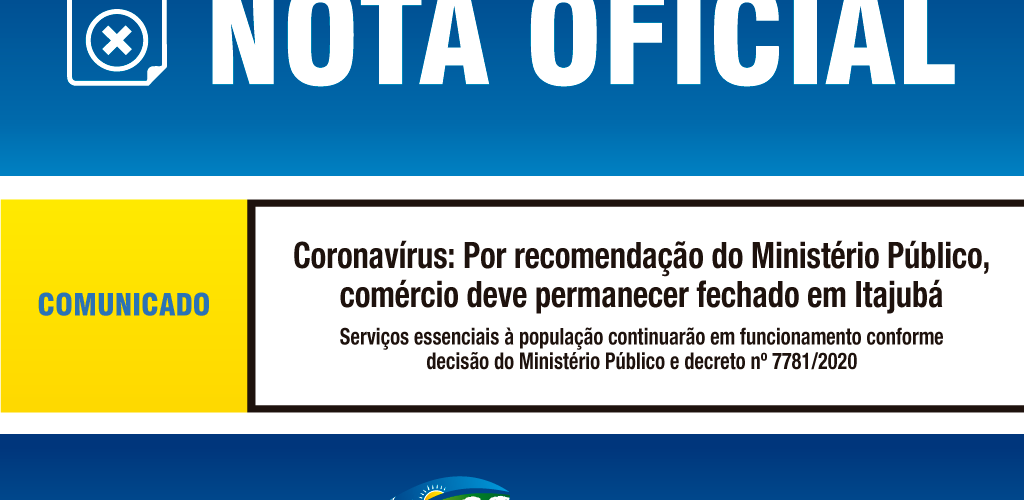 NOTA OFICIAL
COMUNICADO
Coronavírus: Por recomendação do Ministério Público,
comércio deve permanecer fechado em Itajubá
Serviços essenciais à população continuarão em funcionamento conforme
decisão do Ministério Público e decreto nº 7781/2020